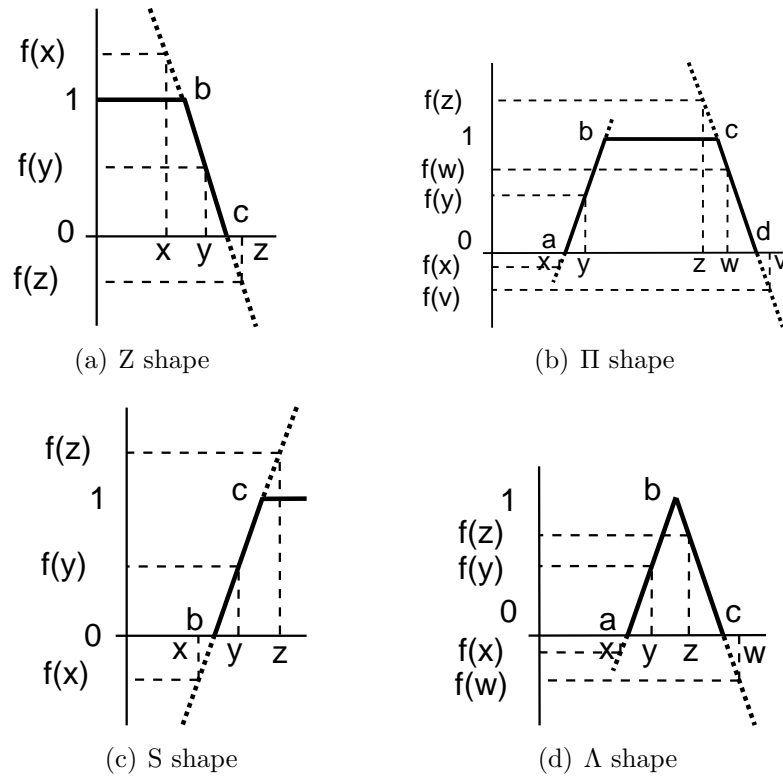 f(x)
1
b
f(y)
c
0
x y z
f(z)
(a) Z shape
f(z)
1
b
c
f(w)
f(y)
0
a
d
x y z w v
f(x)
f(v)
(b) Π shape
f(z)
1
c
f(y)
b
0
x y z
f(x)
(c) S shape
1
b
f(z)
f(y)
0
a
c
x y z w
f(x)
f(w)
(d) Λ shape